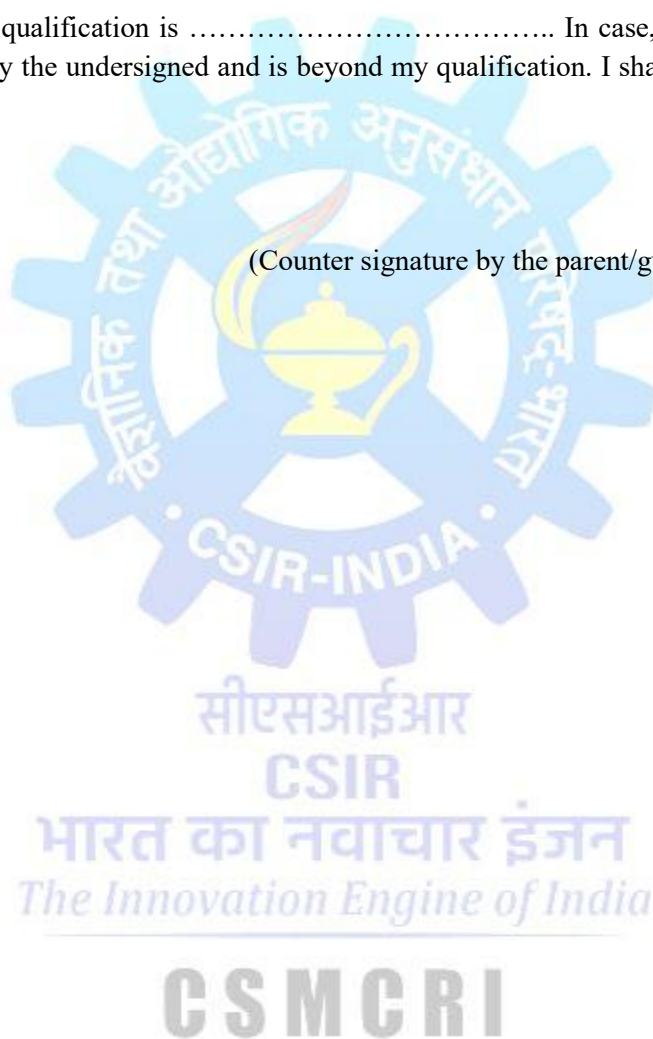 qualification is ……………………………….. In case,
y the undersigned and is beyond my qualification. I sha
वैज्ञानिक तथा औद्योगिक अनुसंधान परिषद्-भारत
(Counter signature by the parent/g
• CSIR-INDIA •
सीएसआईआर
CSIR
भारत का नवाचार इंजन
The Innovation Engine of India
CSMCRI